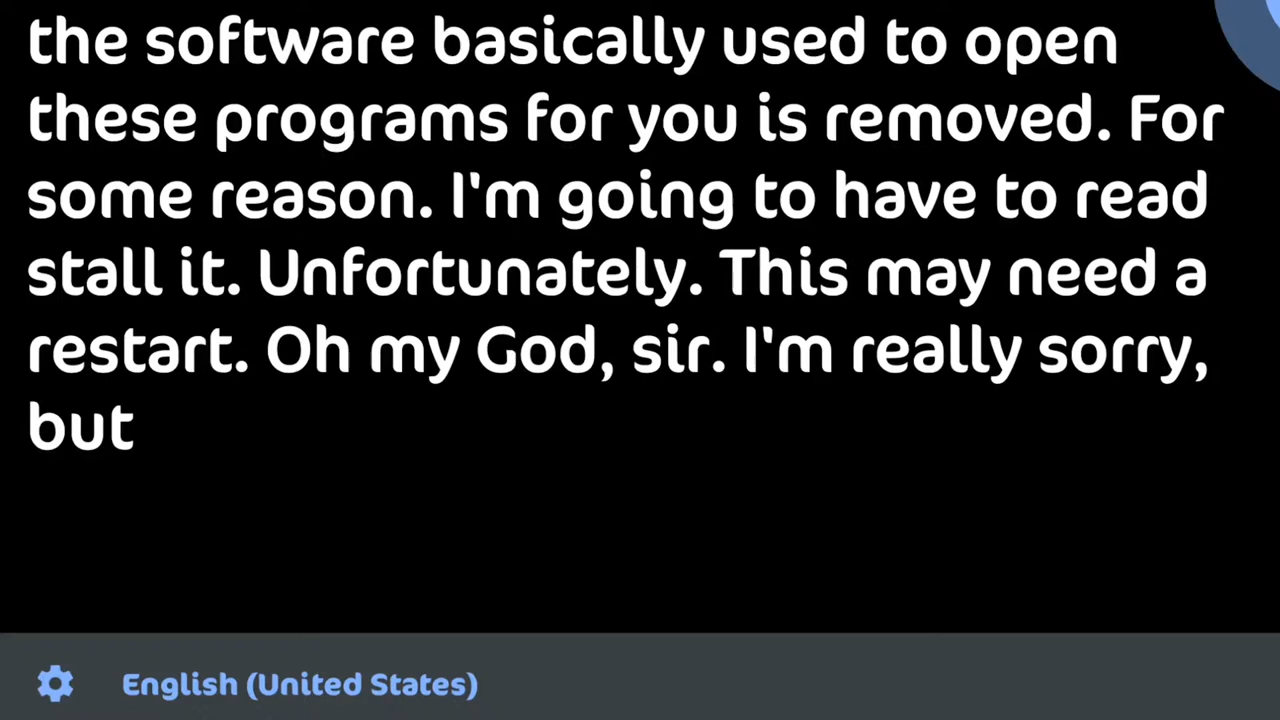 the software basically used to open
these programs for you is removed. For
some reason. I'm going to have to read
stall it. Unfortunately. This may need a
restart. Oh my God, sir. I'm really sorry,
but
English (United States)